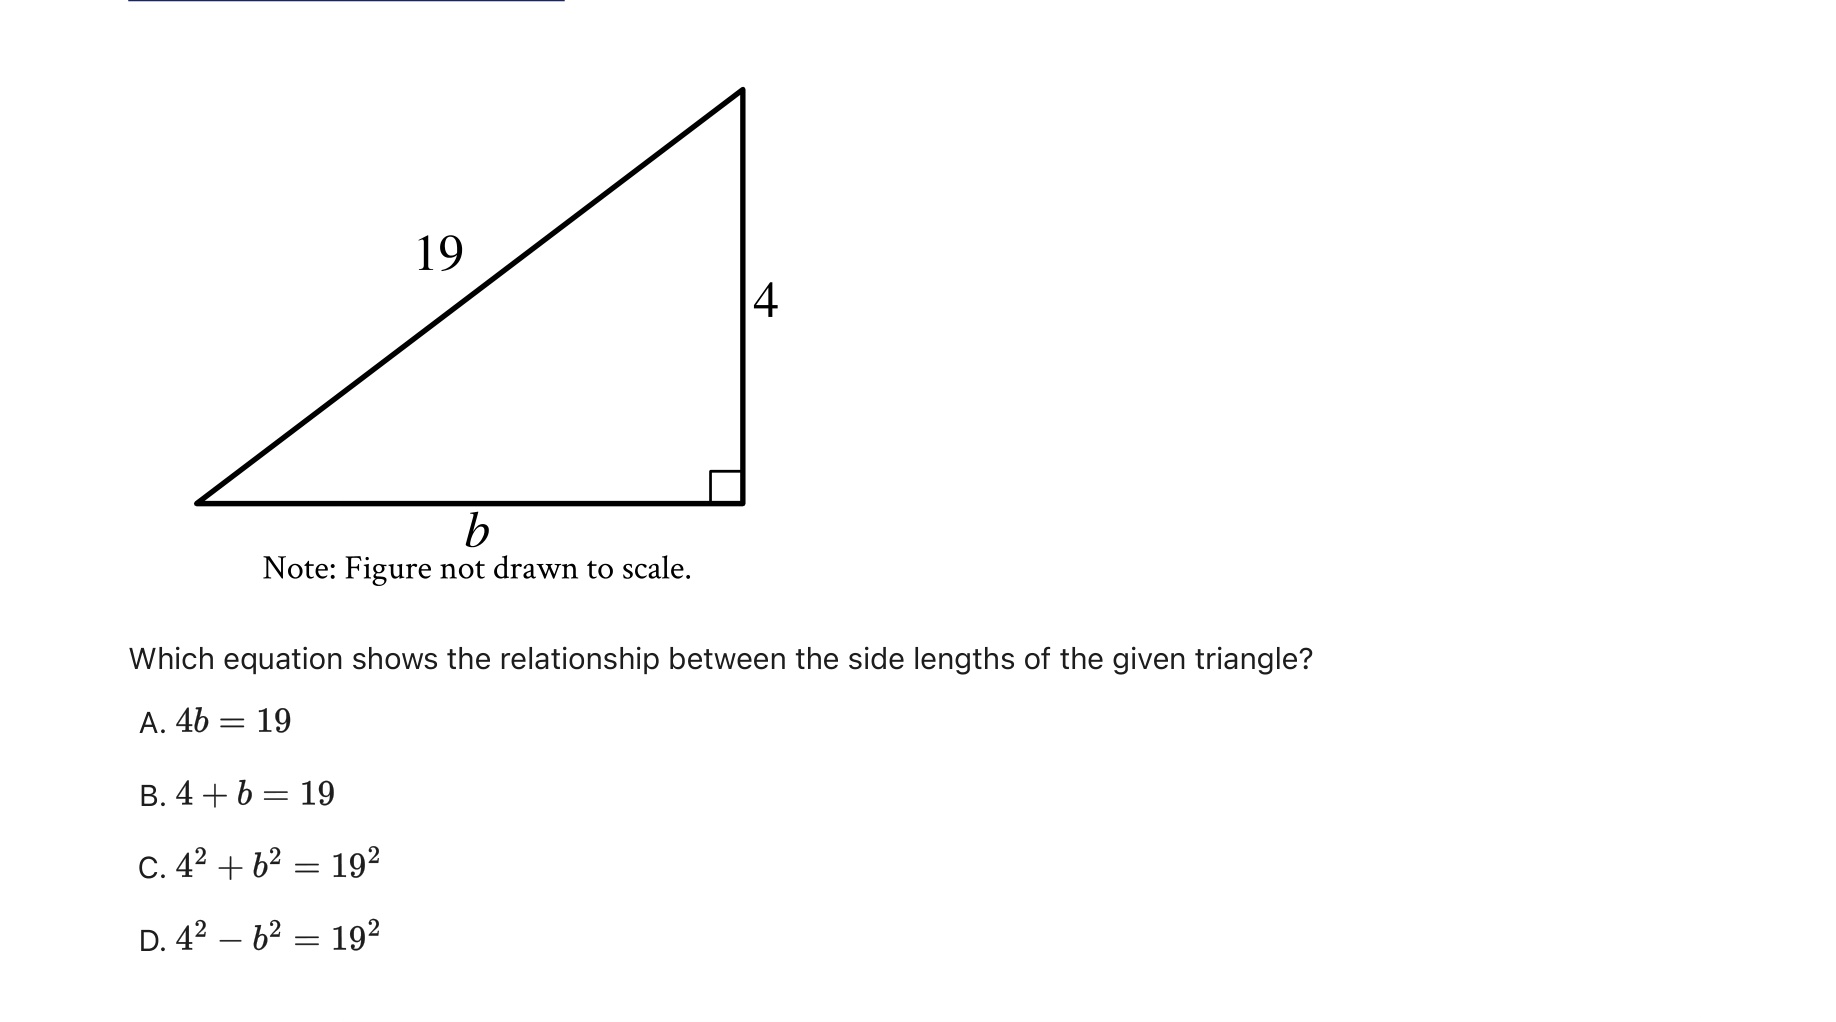 19
4
b
Note: Figure not drawn to scale.
Which equation shows the relationship between the side lengths of the given triangle?
A. 4b = 19
B. 4 + b = 19
C. 4² + b² = 19²
D. 4² − b² = 19²